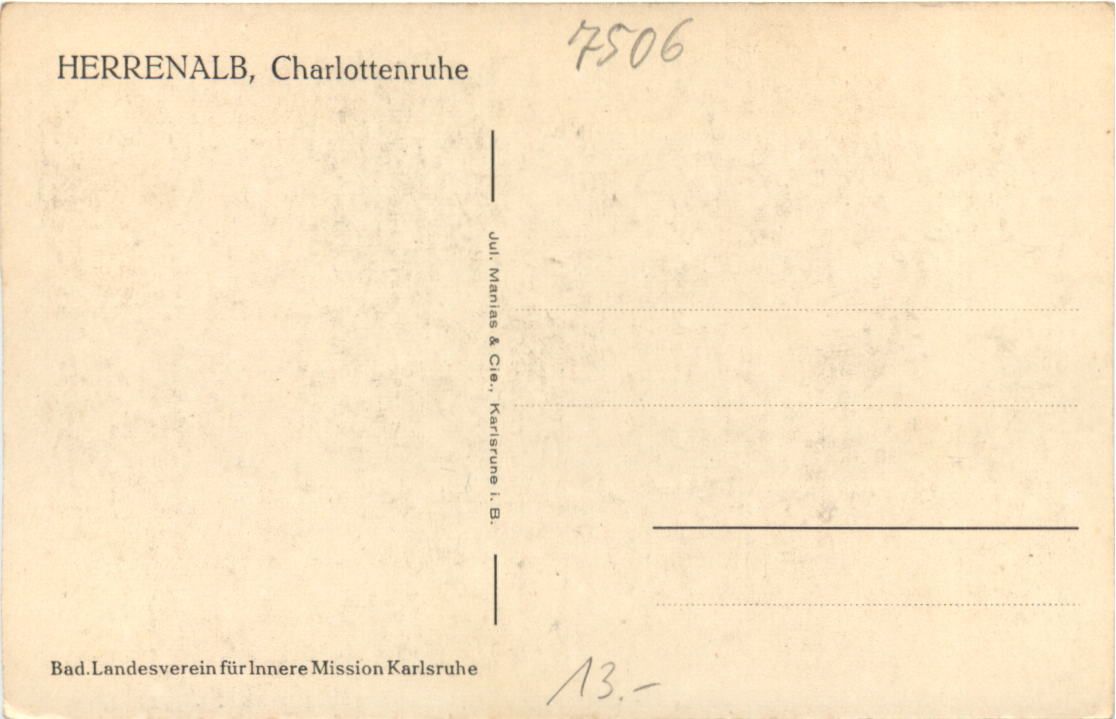 HERRENALB, Charlottenruhe
7506
Jul. Manias & Cie., Karlsruhe i. B.
Bad. Landesverein für Innere Mission Karlsruhe
13.-